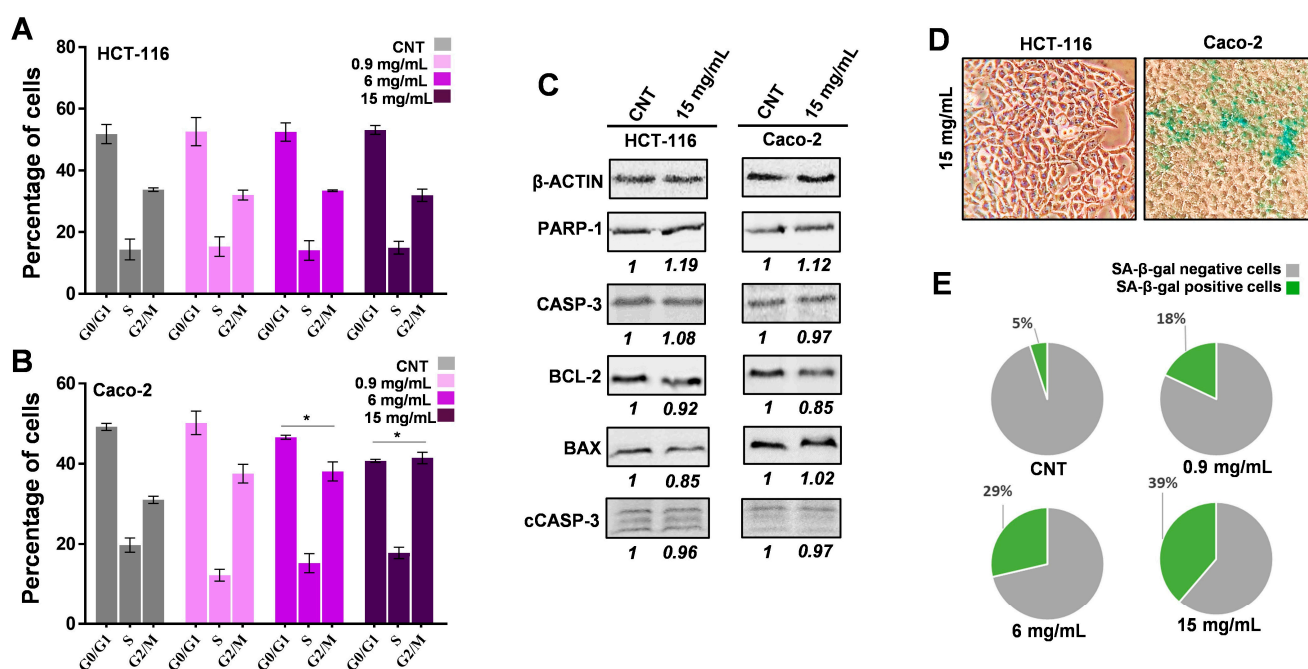 A
HCT-116
CNT
0.9 mg/mL
6 mg/mL
15 mg/mL
Percentage of cells
80
60
40
20
0
G0/G1 S G2/M G0/G1 S G2/M G0/G1 S G2/M G0/G1 S G2/M
B
Caco-2
CNT
0.9 mg/mL
6 mg/mL
15 mg/mL
Percentage of cells
60
40
20
0
* *
G0/G1 S G2/M G0/G1 S G2/M G0/G1 S G2/M G0/G1 S G2/M
C
CNT 15 mg/mL CNT 15 mg/mL
HCT-116 Caco-2
β-ACTIN
PARP-1
1 1.19 1 1.12
CASP-3
1 1.08 1 0.97
BCL-2
1 0.92 1 0.85
BAX
1 0.85 1 1.02
cCASP-3
1 0.96 1 0.97
D
HCT-116 Caco-2
15 mg/mL
E
SA-β-gal negative cells
SA-β-gal positive cells
5% 18%
CNT 0.9 mg/mL
29% 39%
6 mg/mL 15 mg/mL